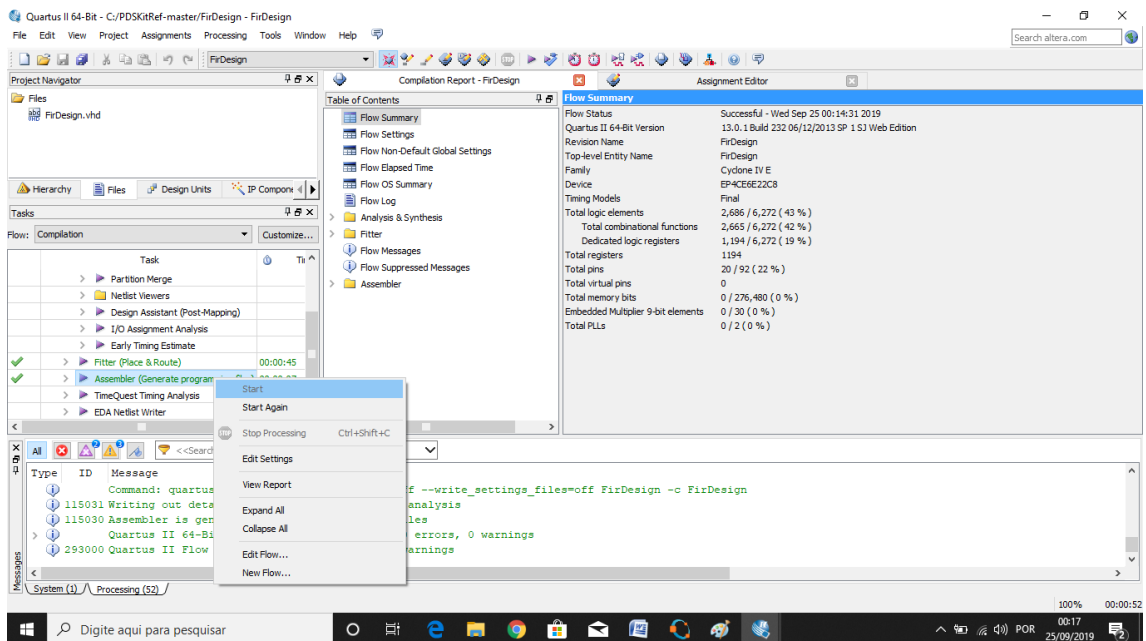 Quartus II 64-Bit - C:/PDSKitRef-master/FirDesign - FirDesign
File Edit View Project Assignments Processing Tools Window Help
Search altera.com
FirDesign
Project Navigator
Files
FirDesign.vhd
Hierarchy Files Design Units IP Compone
Tasks
Flow: Compilation Customize...
Task Ti
Partition Merge
Netlist Viewers
Design Assistant (Post-Mapping)
I/O Assignment Analysis
Early Timing Estimate
Fitter (Place & Route) 00:00:45
Assembler (Generate program
TimeQuest Timing Analysis
EDA Netlist Writer
Start
Start Again
Stop Processing Ctrl+Shift+C
Edit Settings
View Report
Expand All
Collapse All
Edit Flow...
New Flow...
Compilation Report - FirDesign
Assignment Editor
Table of Contents
Flow Summary
Flow Settings
Flow Non-Default Global Settings
Flow Elapsed Time
Flow OS Summary
Flow Log
Analysis & Synthesis
Fitter
Flow Messages
Flow Suppressed Messages
Assembler
Flow Summary
Flow Status Successful - Wed Sep 25 00:14:31 2019
Quartus II 64-Bit Version 13.0.1 Build 232 06/12/2013 SP 1 SJ Web Edition
Revision Name FirDesign
Top-level Entity Name FirDesign
Family Cyclone IV E
Device EP4CE6E22C8
Timing Models Final
Total logic elements 2,686 / 6,272 ( 43 % )
Total combinational functions 2,665 / 6,272 ( 42 % )
Dedicated logic registers 1,194 / 6,272 ( 19 % )
Total registers 1194
Total pins 20 / 92 ( 22 % )
Total virtual pins 0
Total memory bits 0 / 276,480 ( 0 % )
Embedded Multiplier 9-bit elements 0 / 30 ( 0 % )
Total PLLs 0 / 2 ( 0 % )
All <<Searc
Type ID Message
Command: quartus f --write_settings_files=off FirDesign -c FirDesign
115031 Writing out deta analysis
115030 Assembler is gen les
Quartus II 64-Bi errors, 0 warnings
293000 Quartus II Flow arnings
Messages
System (1) Processing (52)
100% 00:00:52
Digite aqui para pesquisar
POR
00:17
25/09/2019